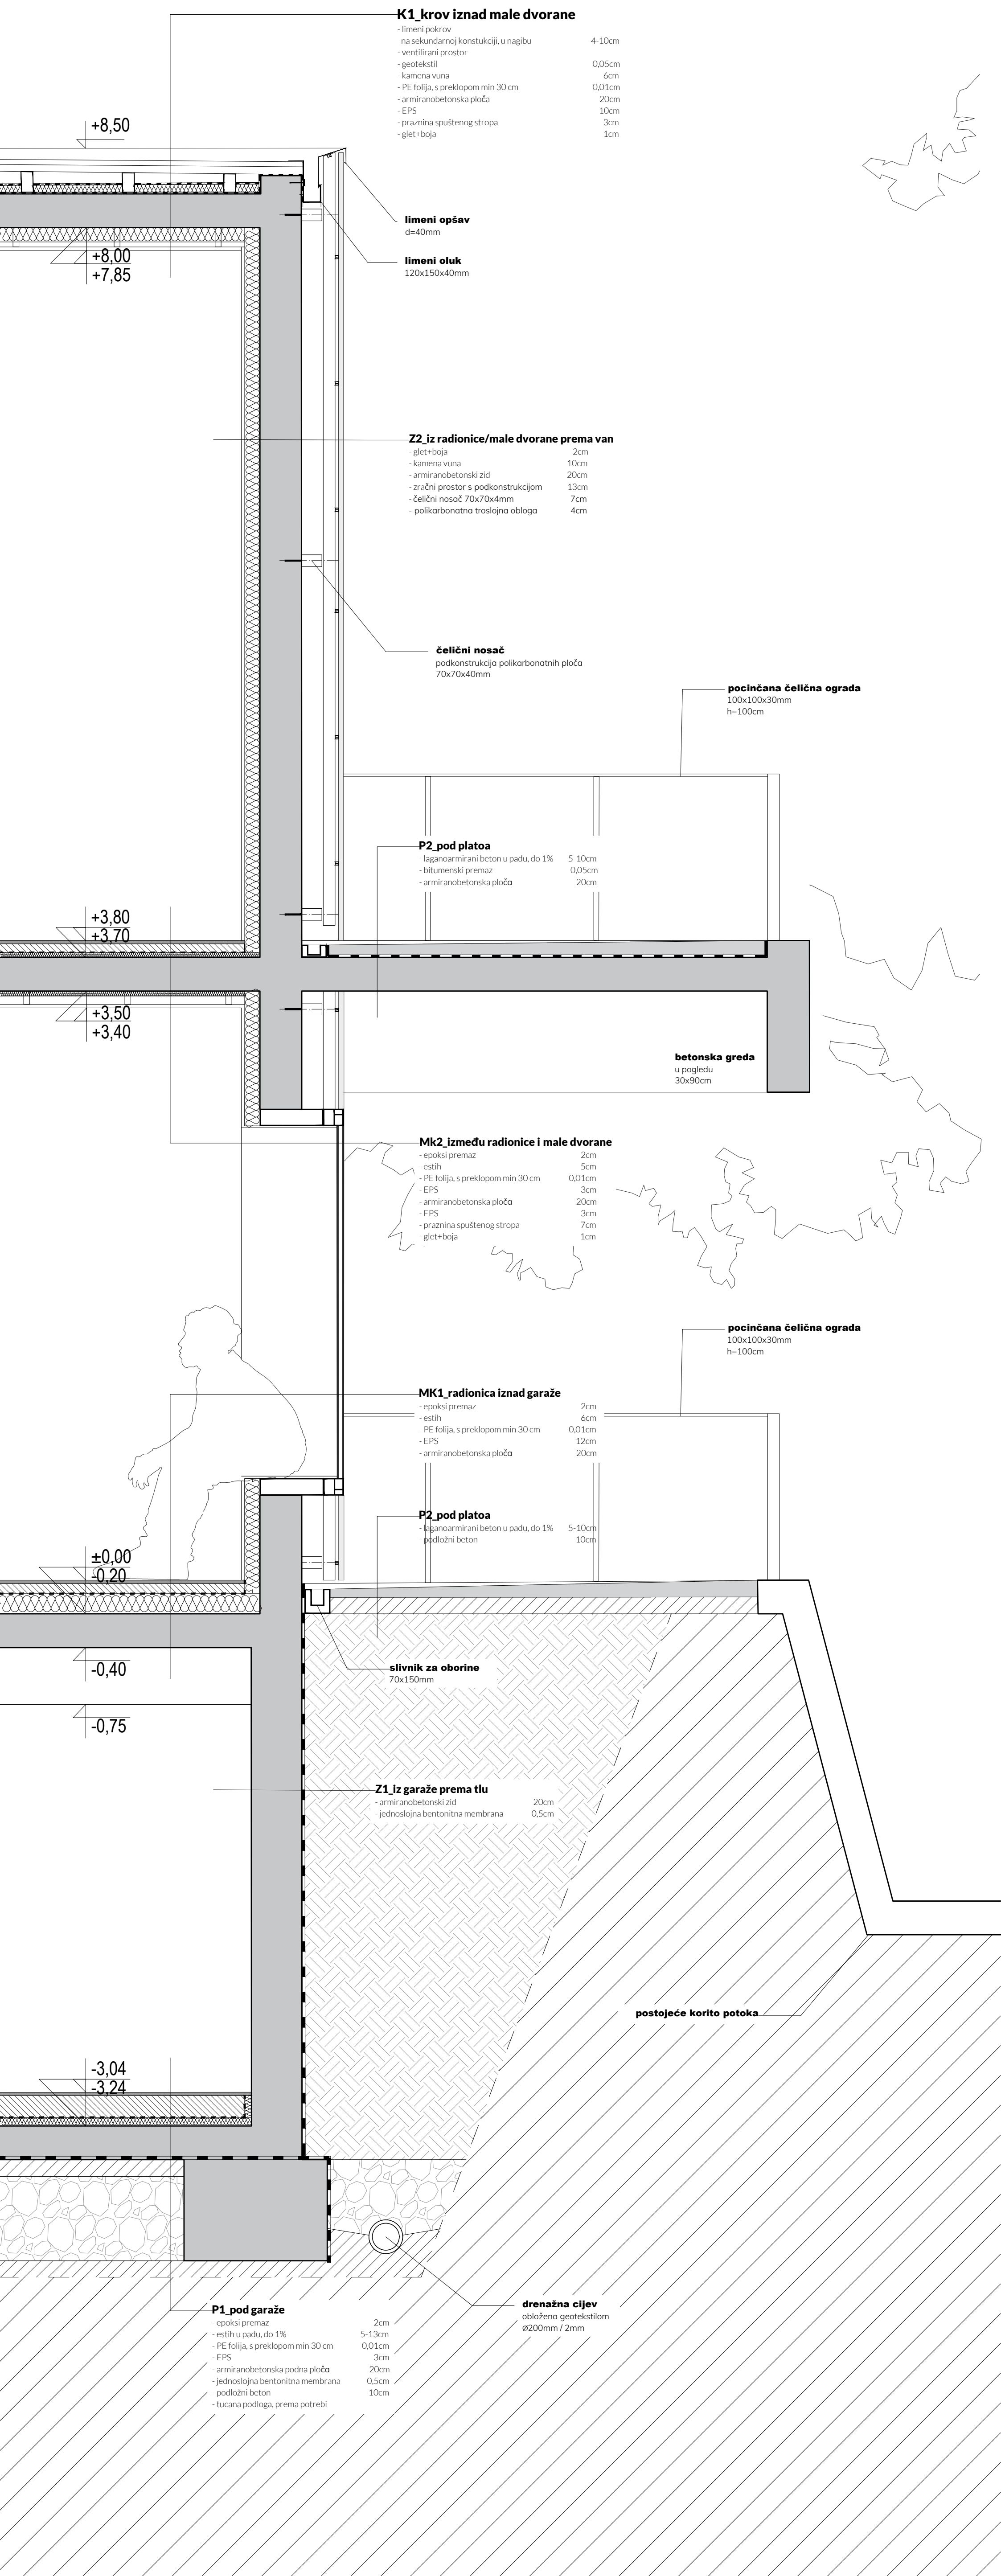 K1_krov iznad male dvorane
- limeni pokrov
na sekundarnoj konstukciji, u nagibu 4-10cm
- ventilirani prostor
- geotekstil 0,05cm
- kamena vuna 6cm
- PE folija, s preklopom min 30 cm 0,01cm
- armiranobetonska ploča 20cm
- EPS 10cm
- praznina spuštenog stropa 3cm
- glet+boja 1cm
+8,50
limeni opšav
d=40mm
+8,00
+7,85
limeni oluk
120x150x40mm
Z2_iz radionice/male dvorane prema van
- glet+boja 2cm
- kamena vuna 10cm
- armiranobetonski zid 20cm
- zračni prostor s podkonstrukcijom 13cm
- čelični nosač 70x70x4mm 7cm
- polikarbonatna troslojna obloga 4cm
čelični nosač
podkonstrukcija polikarbonatnih ploča
70x70x40mm
pocinčana čelična ograda
100x100x30mm
h=100cm
P2_pod platoa
- laganoarmirani beton u padu, do 1% 5-10cm
- bitumenski premaz 0,05cm
- armiranobetonska ploča 20cm
+3,80
+3,70
+3,50
+3,40
betonska greda
u pogledu
30x90cm
Mk2_između radionice i male dvorane
- epoksi premaz 2cm
- estih 5cm
- PE folija, s preklopom min 30 cm 0,01cm
- EPS 3cm
- armiranobetonska ploča 20cm
- EPS 3cm
- praznina spuštenog stropa 7cm
- glet+boja 1cm
pocinčana čelična ograda
100x100x30mm
h=100cm
MK1_radionica iznad garaže
- epoksi premaz 2cm
- estih 6cm
- PE folija, s preklopom min 30 cm 0,01cm
- EPS 12cm
- armiranobetonska ploča 20cm
P2_pod platoa
- laganoarmirani beton u padu, do 1% 5-10cm
- podložni beton 10cm
±0,00
-0,20
-0,40
slivnik za oborine
70x150mm
-0,75
Z1_iz garaže prema tlu
- armiranobetonski zid 20cm
- jednoslojna bentonitna membrana 0,5cm
postojeće korito potoka
-3,04
-3,24
drenažna cijev
obložena geotekstilom
Ø200mm / 2mm
P1_pod garaže
- epoksi premaz 2cm
- estih u padu, do 1% 5-13cm
- PE folija, s preklopom min 30 cm 0,01cm
- EPS 3cm
- armiranobetonska podna ploča 20cm
- jednoslojna bentonitna membrana 0,5cm
- podložni beton 10cm
- tucana podloga, prema potrebi